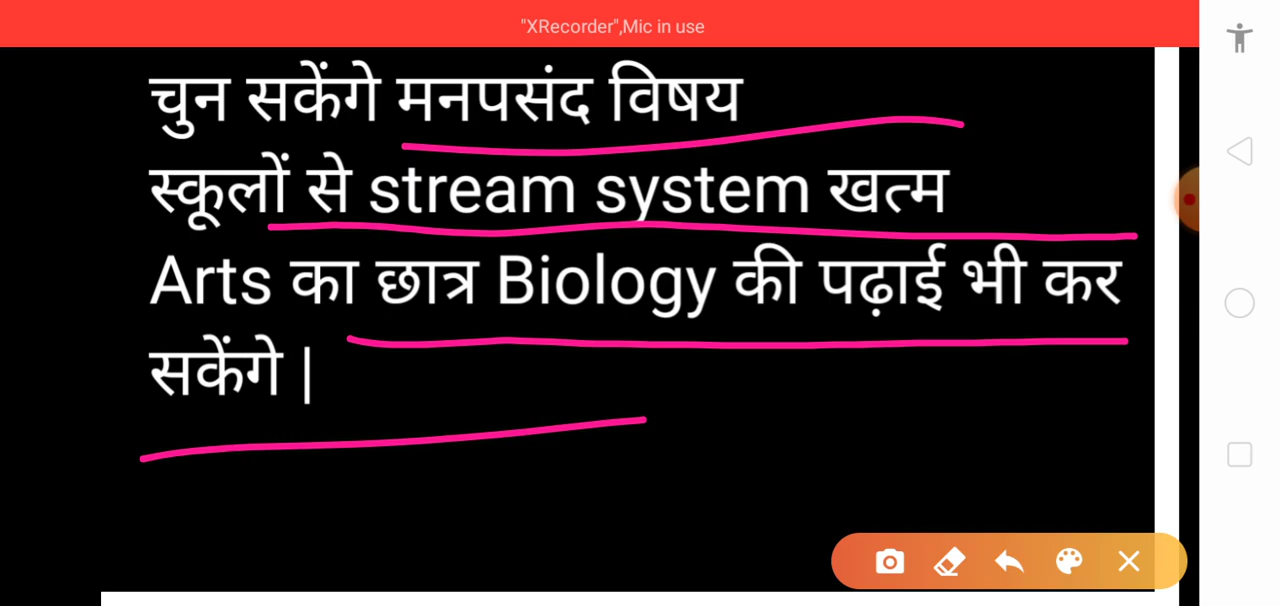 "XRecorder",Mic in use
चुन सकेंगे मनपसंद विषय
स्कूलों से stream system खत्म
Arts का छात्र Biology की पढ़ाई भी कर
सकेंगे |